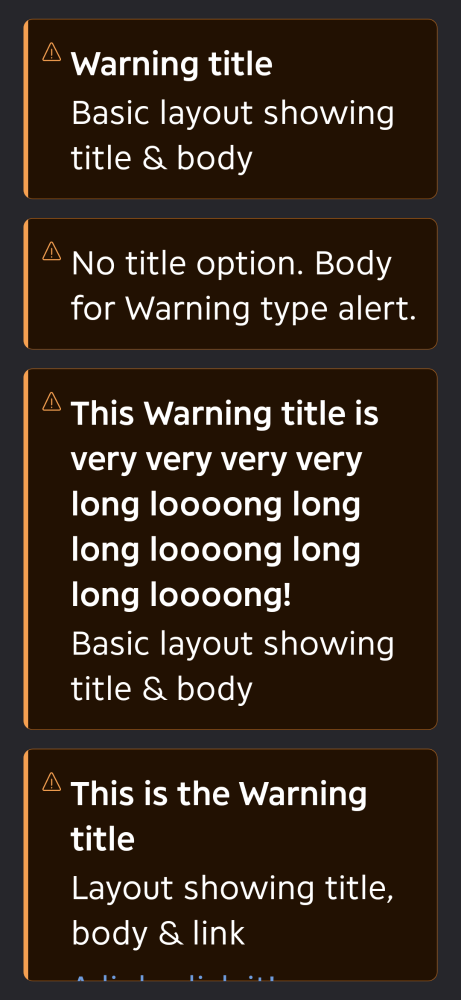 Warning title
Basic layout showing
title & body
No title option. Body
for Warning type alert.
This Warning title is
very very very very
long loooong long
long loooong long
long loooong!
Basic layout showing
title & body
This is the Warning
title
Layout showing title,
body & link